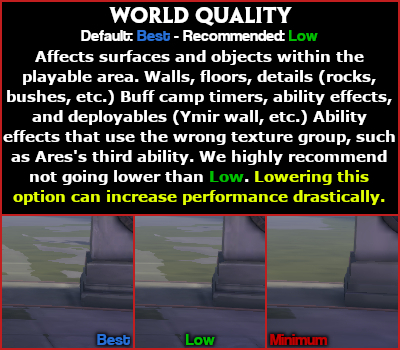 WORLD QUALITY
Default: Best - Recommended: Low
Affects surfaces and objects within the
playable area. Walls, floors, details (rocks,
bushes, etc.) Buff camp timers, ability effects,
and deployables (Ymir wall, etc.) Ability
effects that use the wrong texture group, such
as Ares's third ability. We highly recommend
not going lower than Low. Lowering this
option can increase performance drastically.
Best
Low
Minimum